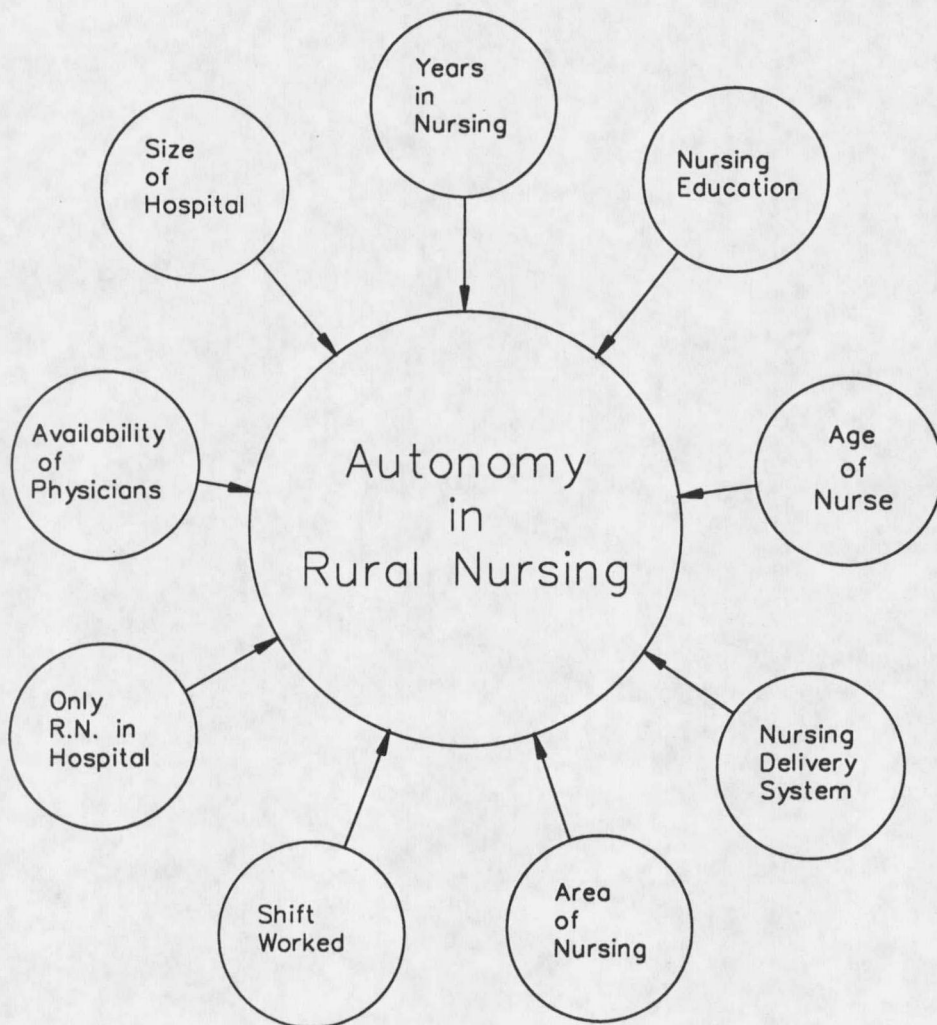 Years
in
Nursing
Size
of
Hospital
Nursing
Education
Availability
of
Physicians
Autonomy
in
Rural Nursing
Age
of
Nurse
Only
R.N. in
Hospital
Nursing
Delivery
System
Shift
Worked
Area
of
Nursing